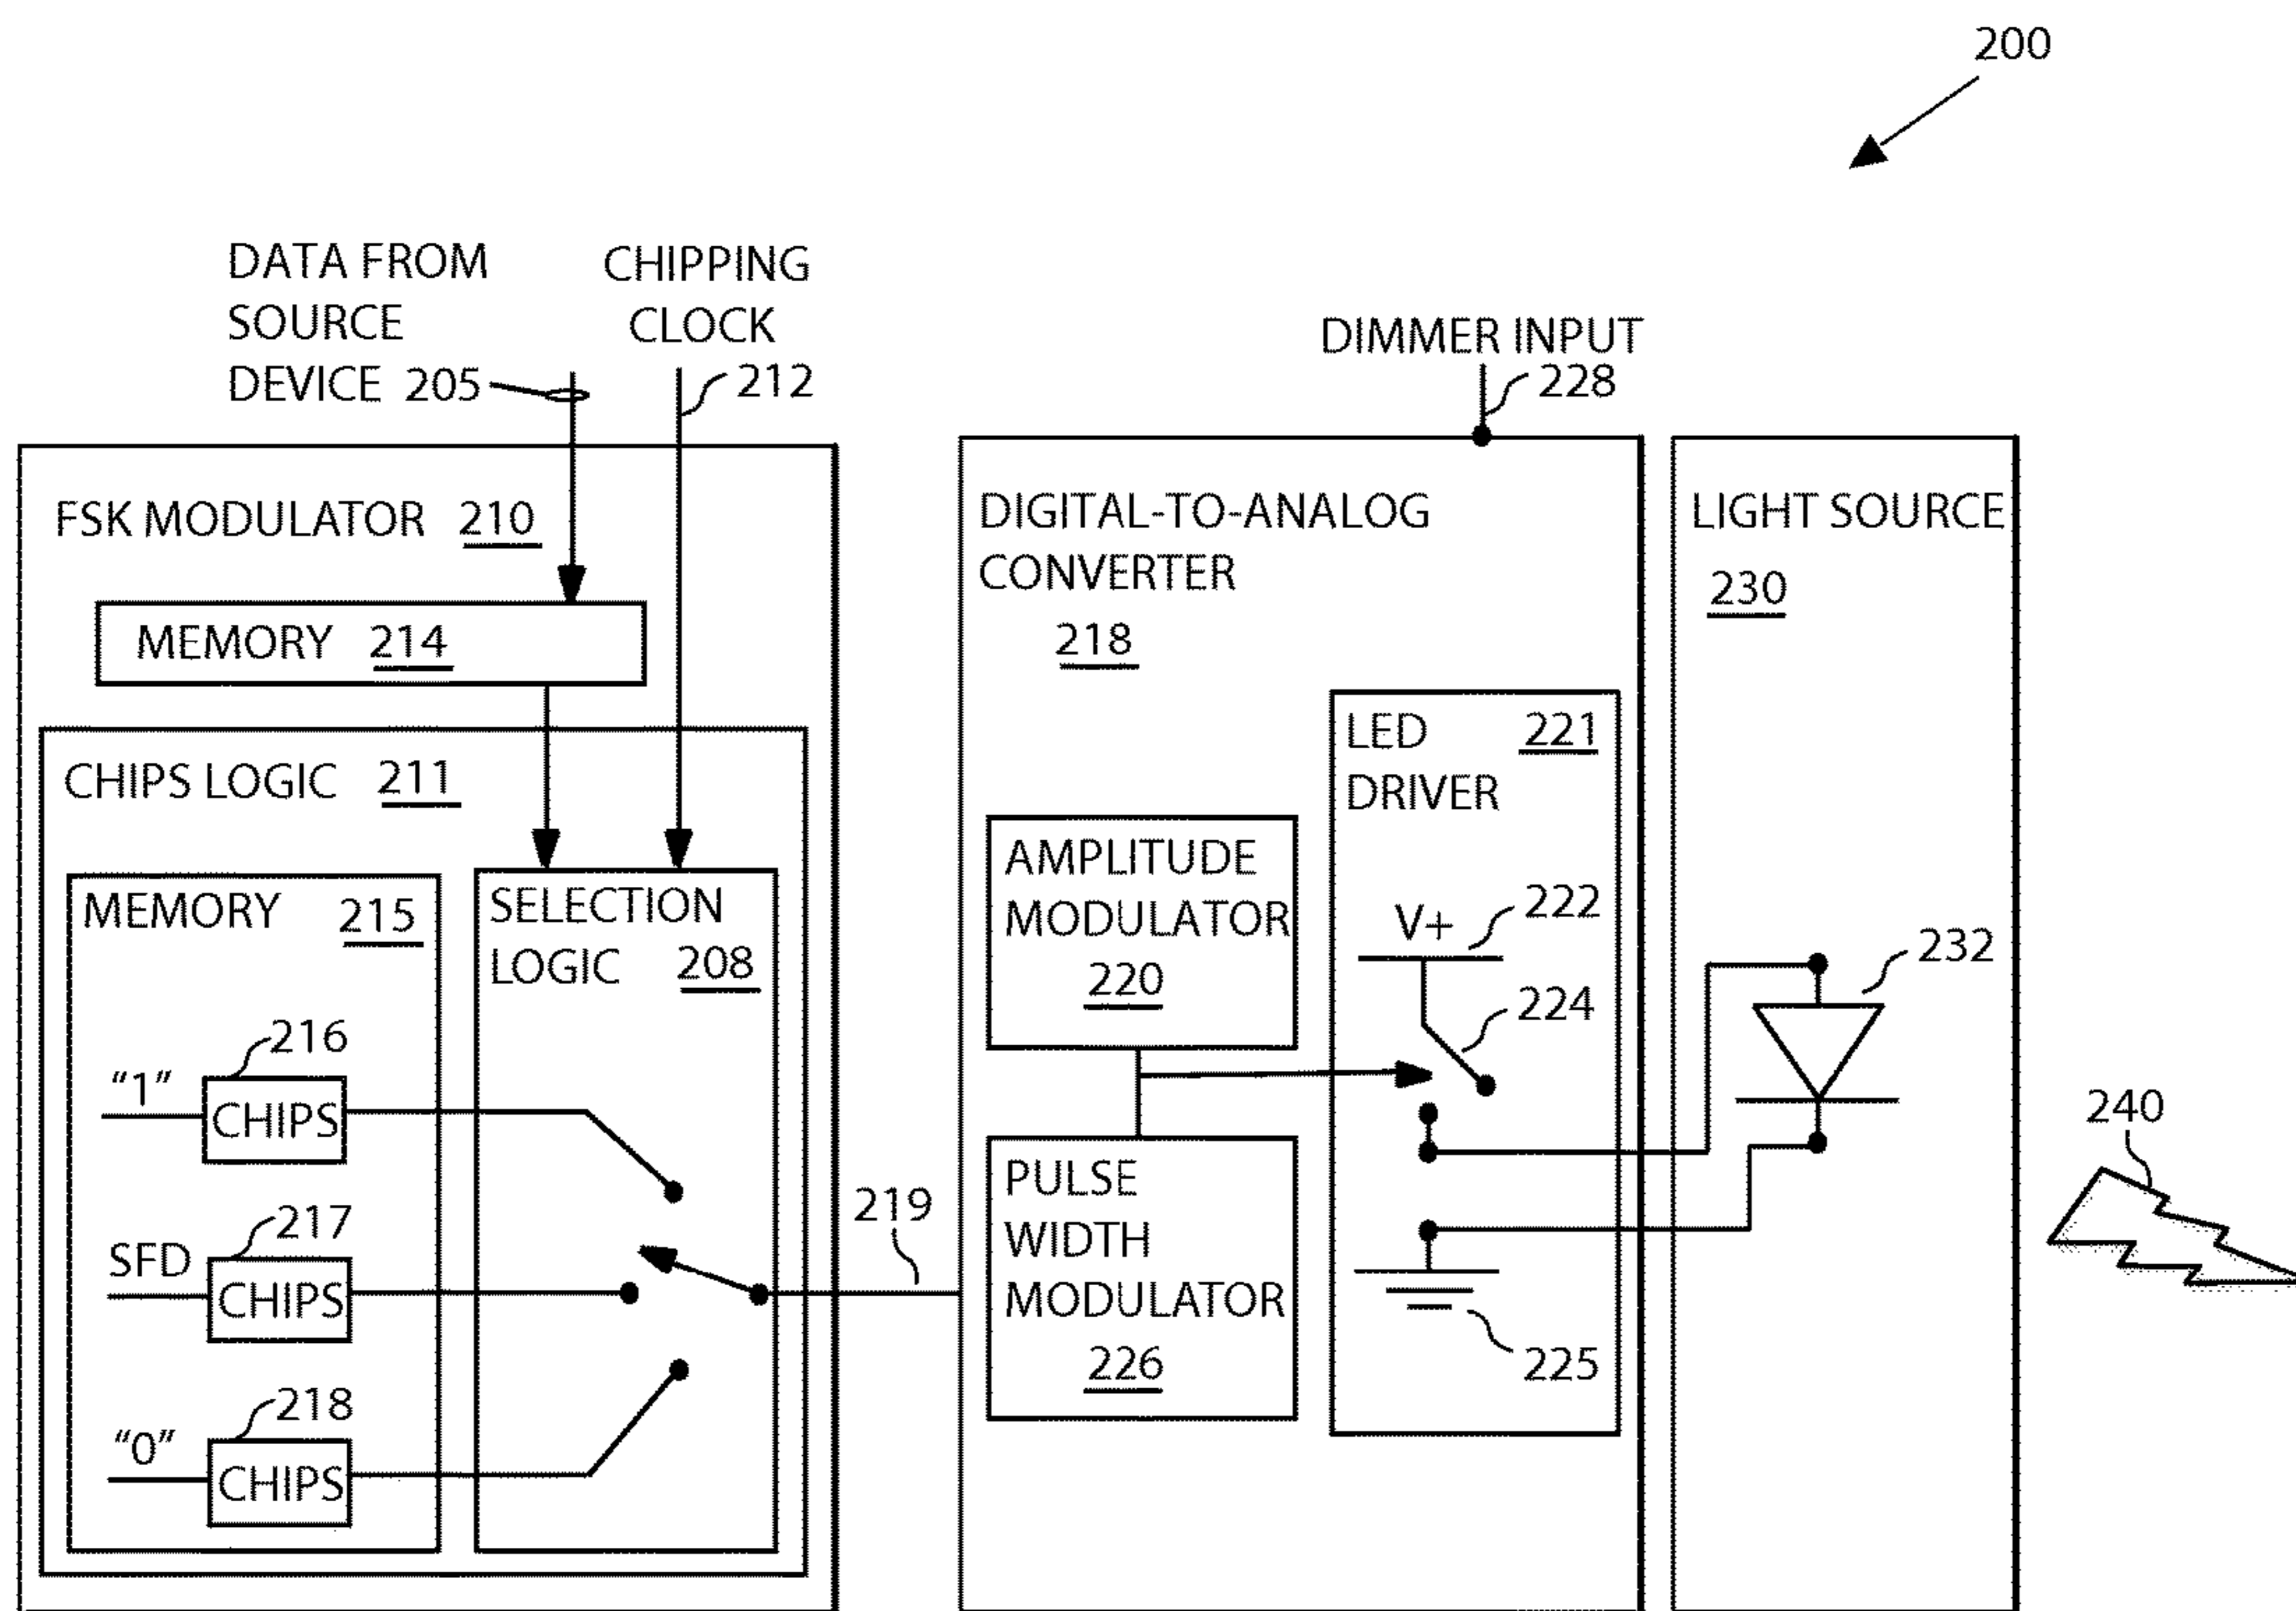 200
DATA FROM
SOURCE
DEVICE 205
CHIPPING
CLOCK
212
DIMMER INPUT
228
FSK MODULATOR 210
MEMORY 214
CHIPS LOGIC 211
MEMORY 215
"1"
216
CHIPS
SFD
217
CHIPS
"0"
218
CHIPS
SELECTION
LOGIC 208
219
DIGITAL-TO-ANALOG
CONVERTER
218
AMPLITUDE
MODULATOR
220
PULSE
WIDTH
MODULATOR
226
LED 221
DRIVER
V+
222
224
225
LIGHT SOURCE
230
232
240